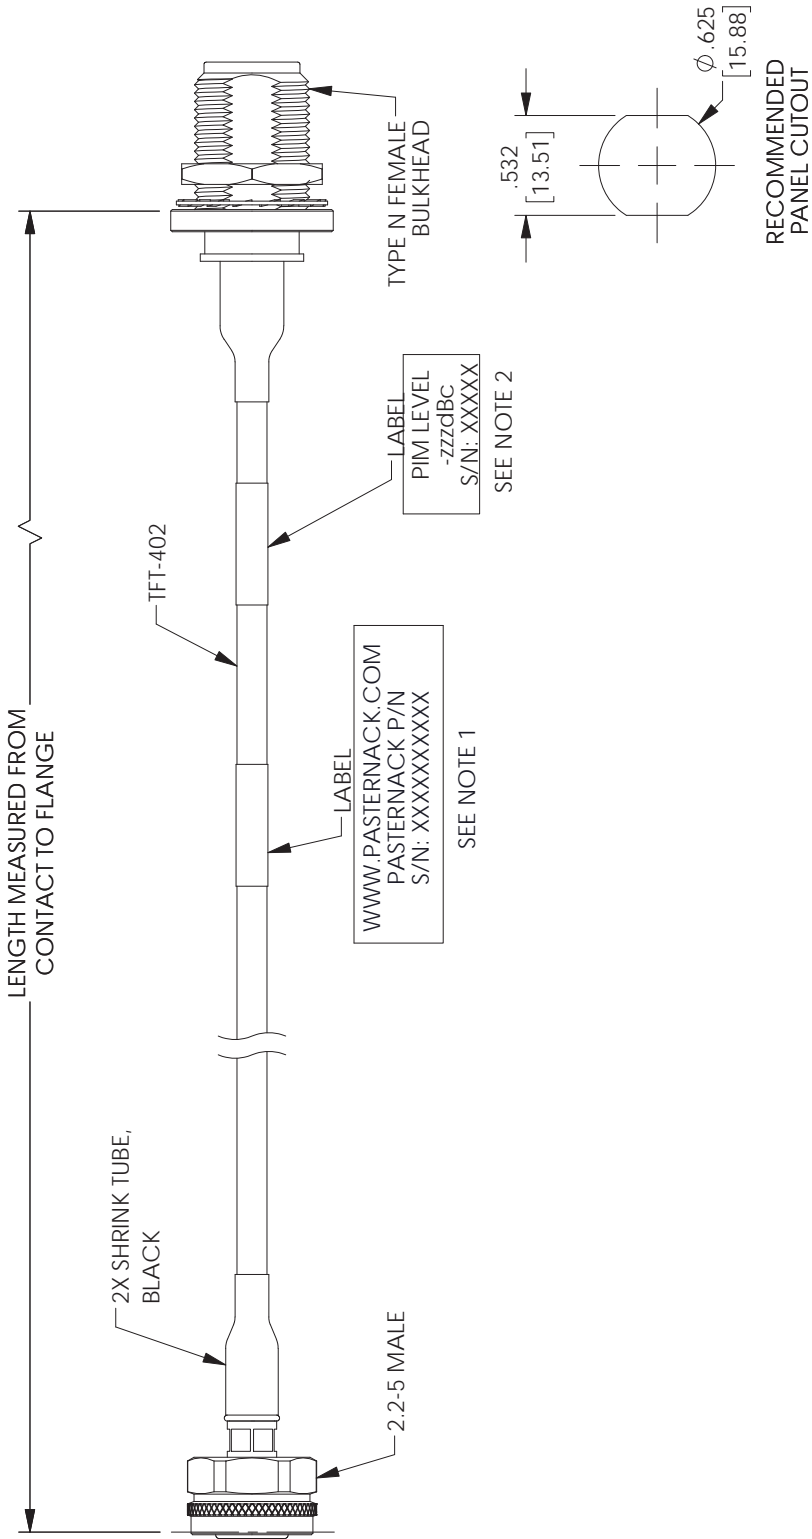 LENGTH MEASURED FROM
CONTACT TO FLANGE
2X SHRINK TUBE,
BLACK
TFT-402
2.2-5 MALE
LABEL
WWW.PASTERNACK.COM
PASTERNACK P/N
S/N: XXXXXXXXXXX
SEE NOTE 1
LABEL
PIM LEVEL
-zzzdBc
S/N: XXXXX
SEE NOTE 2
TYPE N FEMALE
BULKHEAD
.532
[13.51]
∅.625
[15.88]
RECOMMENDED
PANEL CUTOUT